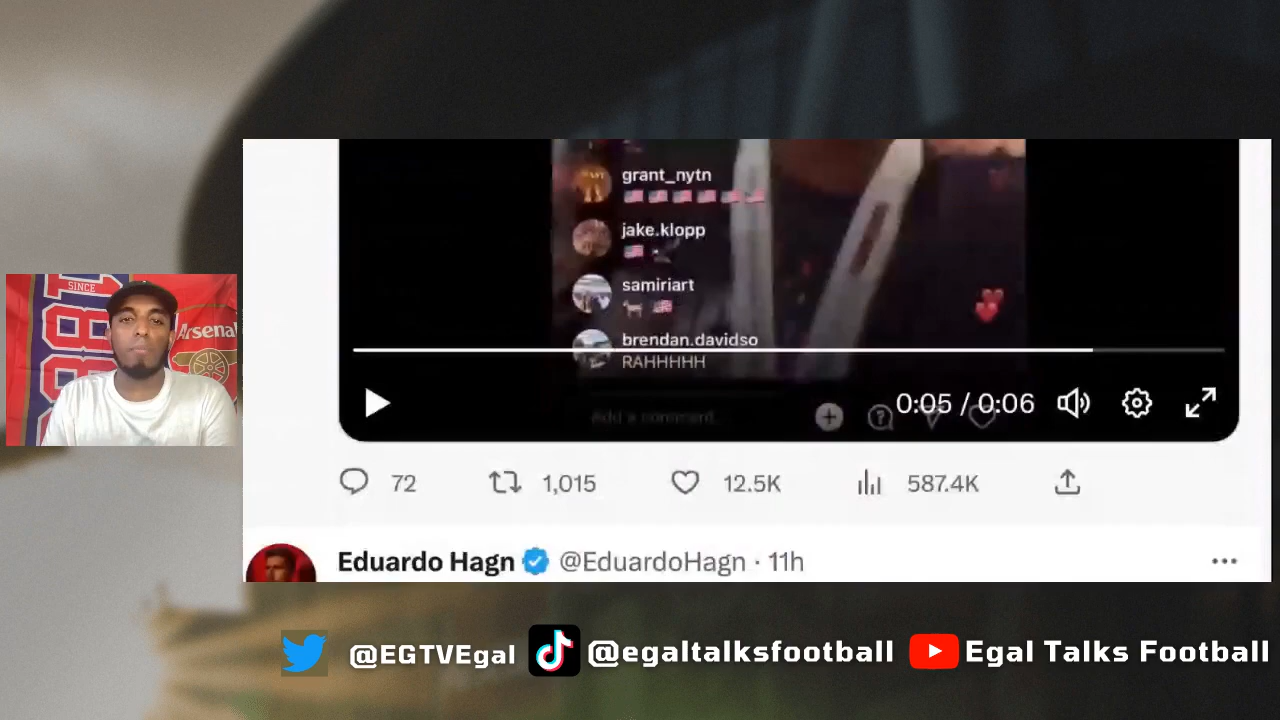 grant_nytn
🇺🇸🇺🇸🇺🇸🇺🇸🇺🇸🇺🇸
jake.klopp
🇺🇸🦅
samiriart
🐐🇺🇸
brendan.davidso
RAHHHHH
Add a comment
0:05 / 0:06
72 1,015 12.5K 587.4K
Eduardo Hagn @EduardoHagn · 11h
SINCE
1886
Arsenal
@EGTVEgal @egaltalksfootball Egal Talks Football